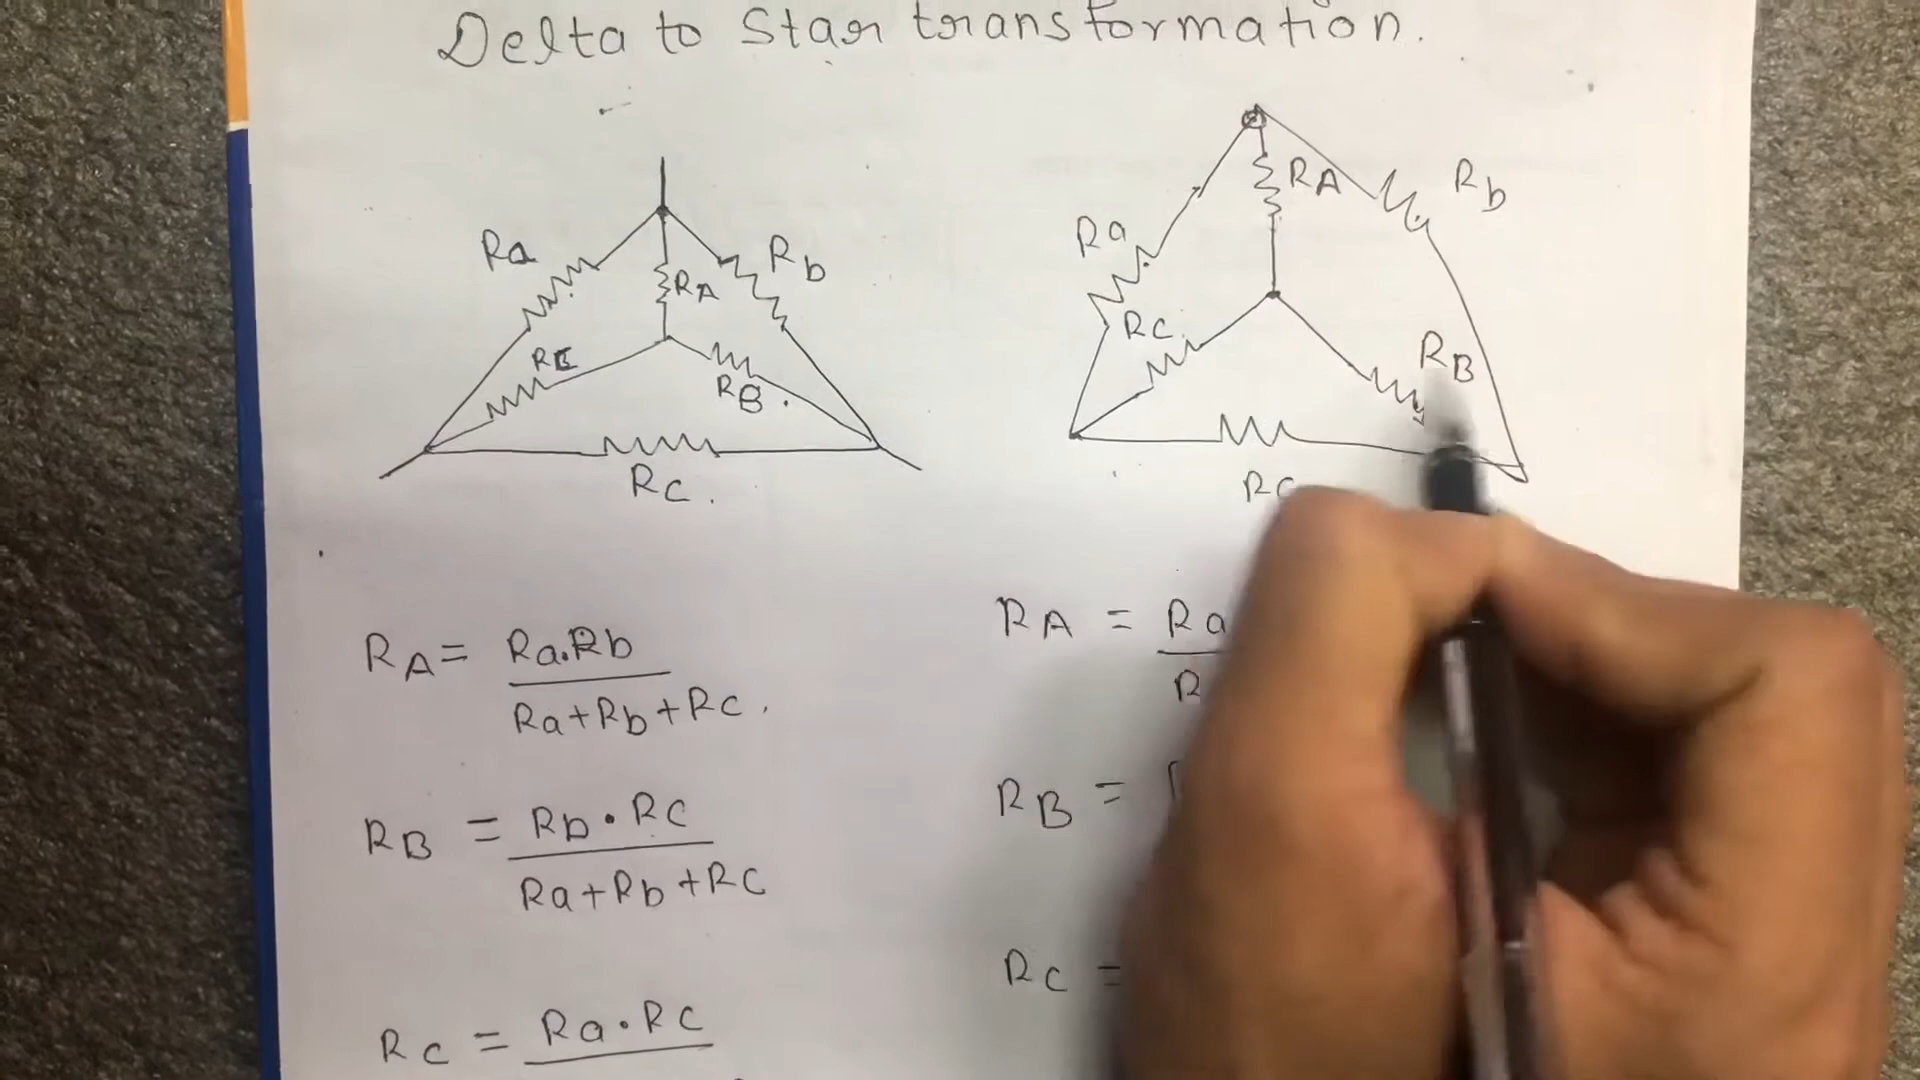 Delta to Star transformation.
Ra
RA
Rb
RC
RB
Rc
RA
Rb
Ra
RC
RB
RC
RA = Ra.Rb
Ra+Rb+Rc
RB = Rb.Rc
Ra+Rb+Rc
RC = Ra.Rc
RA = Ra
R
RB =
RC =